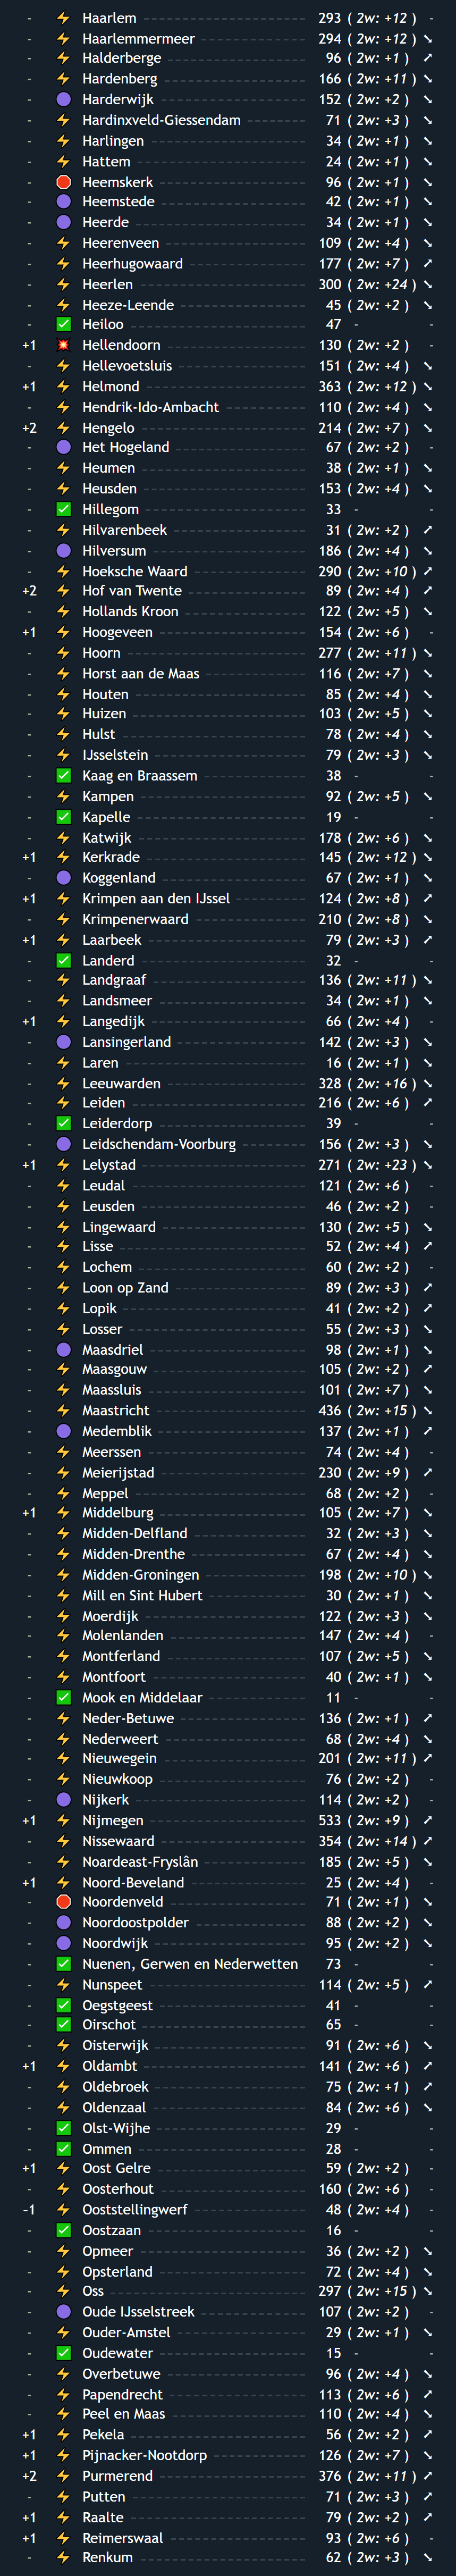 - ⚡ Haarlem 293 ( 2w: +12 ) -
- ⚡ Haarlemmermeer 294 ( 2w: +12 ) ➘
- ⚡ Halderberge 96 ( 2w: +1 ) ➚
- ⚡ Hardenberg 166 ( 2w: +11 ) ➘
- 🟣 Harderwijk 152 ( 2w: +2 ) ➘
- ⚡ Hardinxveld-Giessendam 71 ( 2w: +3 ) ➘
- ⚡ Harlingen 34 ( 2w: +1 ) ➘
- ⚡ Hattem 24 ( 2w: +1 ) ➘
- 🛑 Heemskerk 96 ( 2w: +1 ) ➘
- 🟣 Heemstede 42 ( 2w: +1 ) ➘
- 🟣 Heerde 34 ( 2w: +1 ) ➘
- ⚡ Heerenveen 109 ( 2w: +4 ) ➘
- ⚡ Heerhugowaard 177 ( 2w: +7 ) ➚
- ⚡ Heerlen 300 ( 2w: +24 ) ➘
- ⚡ Heeze-Leende 45 ( 2w: +2 ) ➘
- ✅ Heiloo 47 - -
+1 💥 Hellendoorn 130 ( 2w: +2 ) -
- ⚡ Hellevoetsluis 151 ( 2w: +4 ) ➘
+1 ⚡ Helmond 363 ( 2w: +12 ) ➘
- ⚡ Hendrik-Ido-Ambacht 110 ( 2w: +4 ) ➘
+2 ⚡ Hengelo 214 ( 2w: +7 ) ➘
- 🟣 Het Hogeland 67 ( 2w: +2 ) -
- ⚡ Heumen 38 ( 2w: +1 ) ➘
- ⚡ Heusden 153 ( 2w: +4 ) ➘
- ✅ Hillegom 33 - -
- ⚡ Hilvarenbeek 31 ( 2w: +2 ) ➚
- 🟣 Hilversum 186 ( 2w: +4 ) ➘
- ⚡ Hoeksche Waard 290 ( 2w: +10 ) ➚
+2 ⚡ Hof van Twente 89 ( 2w: +4 ) ➚
- ⚡ Hollands Kroon 122 ( 2w: +5 ) ➘
+1 ⚡ Hoogeveen 154 ( 2w: +6 ) -
- ⚡ Hoorn 277 ( 2w: +11 ) ➘
- ⚡ Horst aan de Maas 116 ( 2w: +7 ) ➘
- ⚡ Houten 85 ( 2w: +4 ) ➘
- ⚡ Huizen 103 ( 2w: +5 ) ➘
- ⚡ Hulst 78 ( 2w: +4 ) ➘
- ⚡ IJsselstein 79 ( 2w: +3 ) ➘
- ✅ Kaag en Braassem 38 - -
- ⚡ Kampen 92 ( 2w: +5 ) ➘
- ✅ Kapelle 19 - -
- ⚡ Katwijk 178 ( 2w: +6 ) ➘
+1 ⚡ Kerkrade 145 ( 2w: +12 ) ➘
- 🟣 Koggenland 67 ( 2w: +1 ) ➘
+1 ⚡ Krimpen aan den IJssel 124 ( 2w: +8 ) ➚
- ⚡ Krimpenerwaard 210 ( 2w: +8 ) ➘
+1 ⚡ Laarbeek 79 ( 2w: +3 ) ➚
- ✅ Landerd 32 - -
- ⚡ Landgraaf 136 ( 2w: +11 ) ➘
- ⚡ Landsmeer 34 ( 2w: +1 ) ➘
+1 ⚡ Langedijk 66 ( 2w: +4 ) -
- 🟣 Lansingerland 142 ( 2w: +3 ) ➘
- ⚡ Laren 16 ( 2w: +1 ) ➘
- ⚡ Leeuwarden 328 ( 2w: +16 ) ➘
- ⚡ Leiden 216 ( 2w: +6 ) ➚
- ✅ Leiderdorp 39 - -
- 🟣 Leidschendam-Voorburg 156 ( 2w: +3 ) ➘
+1 ⚡ Lelystad 271 ( 2w: +23 ) ➘
- ⚡ Leudal 121 ( 2w: +6 ) -
- ⚡ Leusden 46 ( 2w: +2 ) -
- ⚡ Lingewaard 130 ( 2w: +5 ) ➘
- ⚡ Lisse 52 ( 2w: +4 ) ➚
- ⚡ Lochem 60 ( 2w: +2 ) -
- ⚡ Loon op Zand 89 ( 2w: +3 ) ➚
- ⚡ Lopik 41 ( 2w: +2 ) ➚
- ⚡ Losser 55 ( 2w: +3 ) ➘
- 🟣 Maasdriel 98 ( 2w: +1 ) ➘
- ⚡ Maasgouw 105 ( 2w: +2 ) ➚
- ⚡ Maassluis 101 ( 2w: +7 ) ➘
- ⚡ Maastricht 436 ( 2w: +15 ) ➘
- 🟣 Medemblik 137 ( 2w: +1 ) ➚
- ⚡ Meerssen 74 ( 2w: +4 ) -
- ⚡ Meierijstad 230 ( 2w: +9 ) ➚
- ⚡ Meppel 68 ( 2w: +2 ) -
+1 ⚡ Middelburg 105 ( 2w: +7 ) ➘
- ⚡ Midden-Delfland 32 ( 2w: +3 ) ➘
- ⚡ Midden-Drenthe 67 ( 2w: +4 ) ➘
- ⚡ Midden-Groningen 198 ( 2w: +10 ) ➘
- ⚡ Mill en Sint Hubert 30 ( 2w: +1 ) ➘
- ⚡ Moerdijk 122 ( 2w: +3 ) ➘
- ⚡ Molenlanden 147 ( 2w: +4 ) -
- ⚡ Montferland 107 ( 2w: +5 ) ➘
- ⚡ Montfoort 40 ( 2w: +1 ) ➘
- ✅ Mook en Middelaar 11 - -
- ⚡ Neder-Betuwe 136 ( 2w: +1 ) ➚
- ⚡ Nederweert 68 ( 2w: +4 ) ➘
- ⚡ Nieuwegein 201 ( 2w: +11 ) ➚
- ⚡ Nieuwkoop 76 ( 2w: +2 ) -
- 🟣 Nijkerk 114 ( 2w: +2 ) -
+1 ⚡ Nijmegen 533 ( 2w: +9 ) ➚
- ⚡ Nissewaard 354 ( 2w: +14 ) ➚
- ⚡ Noardeast-Fryslân 185 ( 2w: +5 ) ➘
+1 ⚡ Noord-Beveland 25 ( 2w: +4 ) -
- 🛑 Noordenveld 71 ( 2w: +1 ) ➘
- 🟣 Noordoostpolder 88 ( 2w: +2 ) ➘
- 🟣 Noordwijk 95 ( 2w: +2 ) ➘
- ✅ Nuenen, Gerwen en Nederwetten 73 - -
- ⚡ Nunspeet 114 ( 2w: +5 ) ➚
- ✅ Oegstgeest 41 - -
- ✅ Oirschot 65 - -
- ⚡ Oisterwijk 91 ( 2w: +6 ) ➘
+1 ⚡ Oldambt 141 ( 2w: +6 ) ➚
- ⚡ Oldebroek 75 ( 2w: +1 ) ➚
- ⚡ Oldenzaal 84 ( 2w: +6 ) ➘
- ✅ Olst-Wijhe 29 - -
- ✅ Ommen 28 - -
+1 ⚡ Oost Gelre 59 ( 2w: +2 ) -
- ⚡ Oosterhout 160 ( 2w: +6 ) -
-1 ⚡ Ooststellingwerf 48 ( 2w: +4 ) -
- ✅ Oostzaan 16 - -
- ⚡ Opmeer 36 ( 2w: +2 ) ➘
- ⚡ Opsterland 72 ( 2w: +4 ) ➘
- ⚡ Oss 297 ( 2w: +15 ) ➘
- 🟣 Oude IJsselstreek 107 ( 2w: +2 ) -
- ⚡ Ouder-Amstel 29 ( 2w: +1 ) ➘
- ✅ Oudewater 15 - -
- ⚡ Overbetuwe 96 ( 2w: +4 ) ➘
- ⚡ Papendrecht 113 ( 2w: +6 ) ➚
- ⚡ Peel en Maas 110 ( 2w: +4 ) ➘
+1 ⚡ Pekela 56 ( 2w: +2 ) ➚
+1 ⚡ Pijnacker-Nootdorp 126 ( 2w: +7 ) ➘
+2 ⚡ Purmerend 376 ( 2w: +11 ) ➚
- ⚡ Putten 71 ( 2w: +3 ) ➚
+1 ⚡ Raalte 79 ( 2w: +2 ) ➚
+1 ⚡ Reimerswaal 93 ( 2w: +6 ) -
- ⚡ Renkum 62 ( 2w: +3 ) ➘